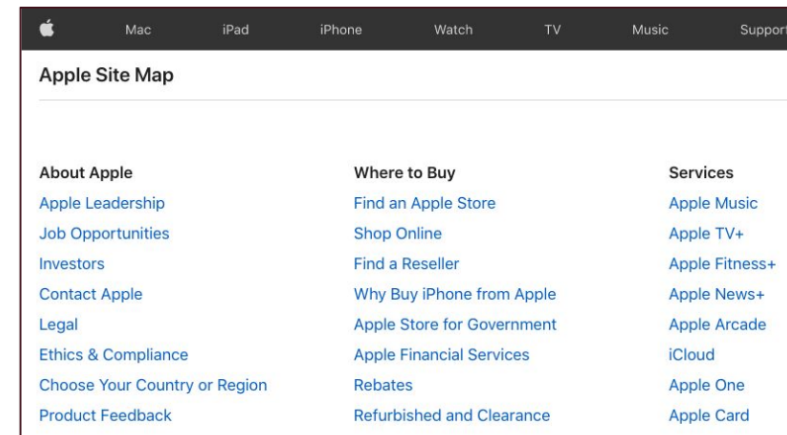 Mac iPad iPhone Watch TV Music Support
Apple Site Map
About Apple Where to Buy Services
Apple Leadership Find an Apple Store Apple Music
Job Opportunities Shop Online Apple TV+
Investors Find a Reseller Apple Fitness+
Contact Apple Why Buy iPhone from Apple Apple News+
Legal Apple Store for Government Apple Arcade
Ethics & Compliance Apple Financial Services iCloud
Choose Your Country or Region Rebates Apple One
Product Feedback Refurbished and Clearance Apple Card